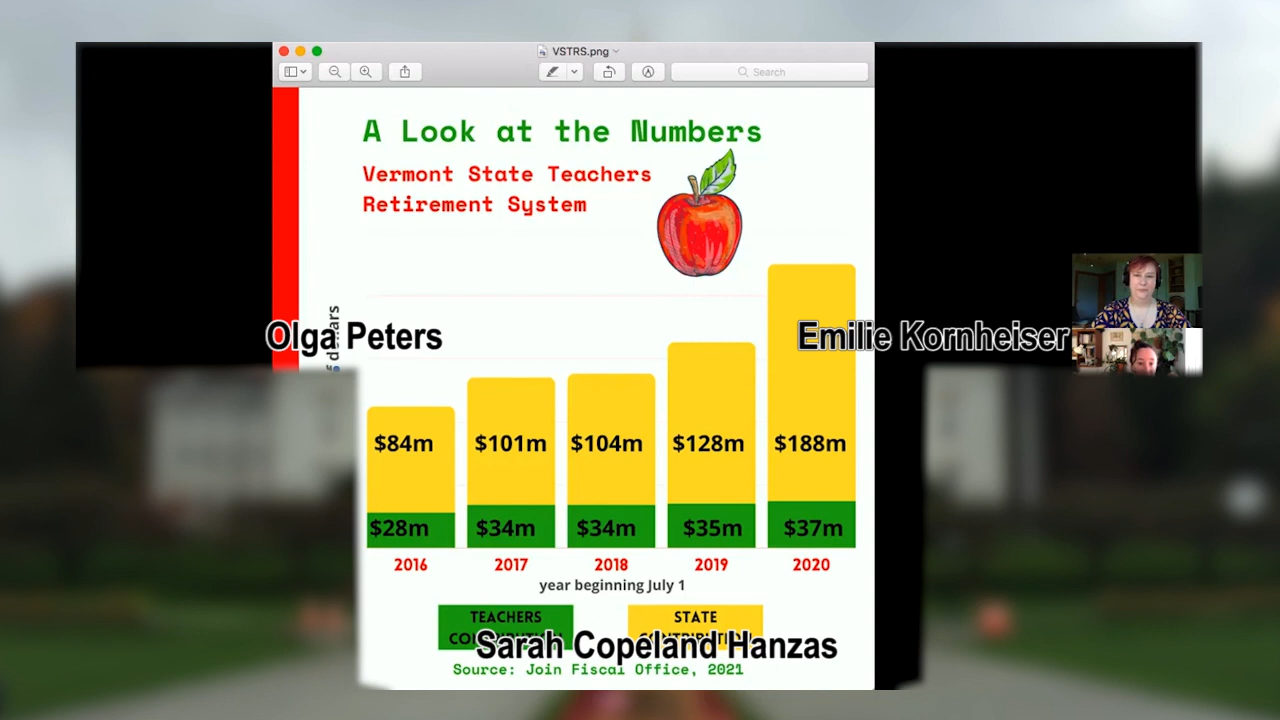 VSTRS.png
Search
A Look at the Numbers
Vermont State Teachers
Retirement System
Olga Peters
Emilie Kornheiser
$84m
$101m
$104m
$128m
$188m
$28m
$34m
$34m
$35m
$37m
2016
2017
2018
2019
2020
year beginning July 1
TEACHERS
STATE
Sarah Copeland Hanzas
Source: Join Fiscal Office, 2021